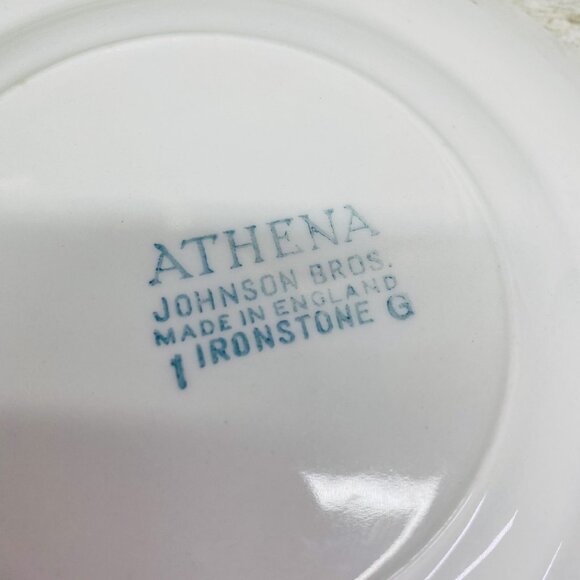 ATHENA
JOHNSON BROS.
MADE IN ENGLAND
1 IRONSTONE G